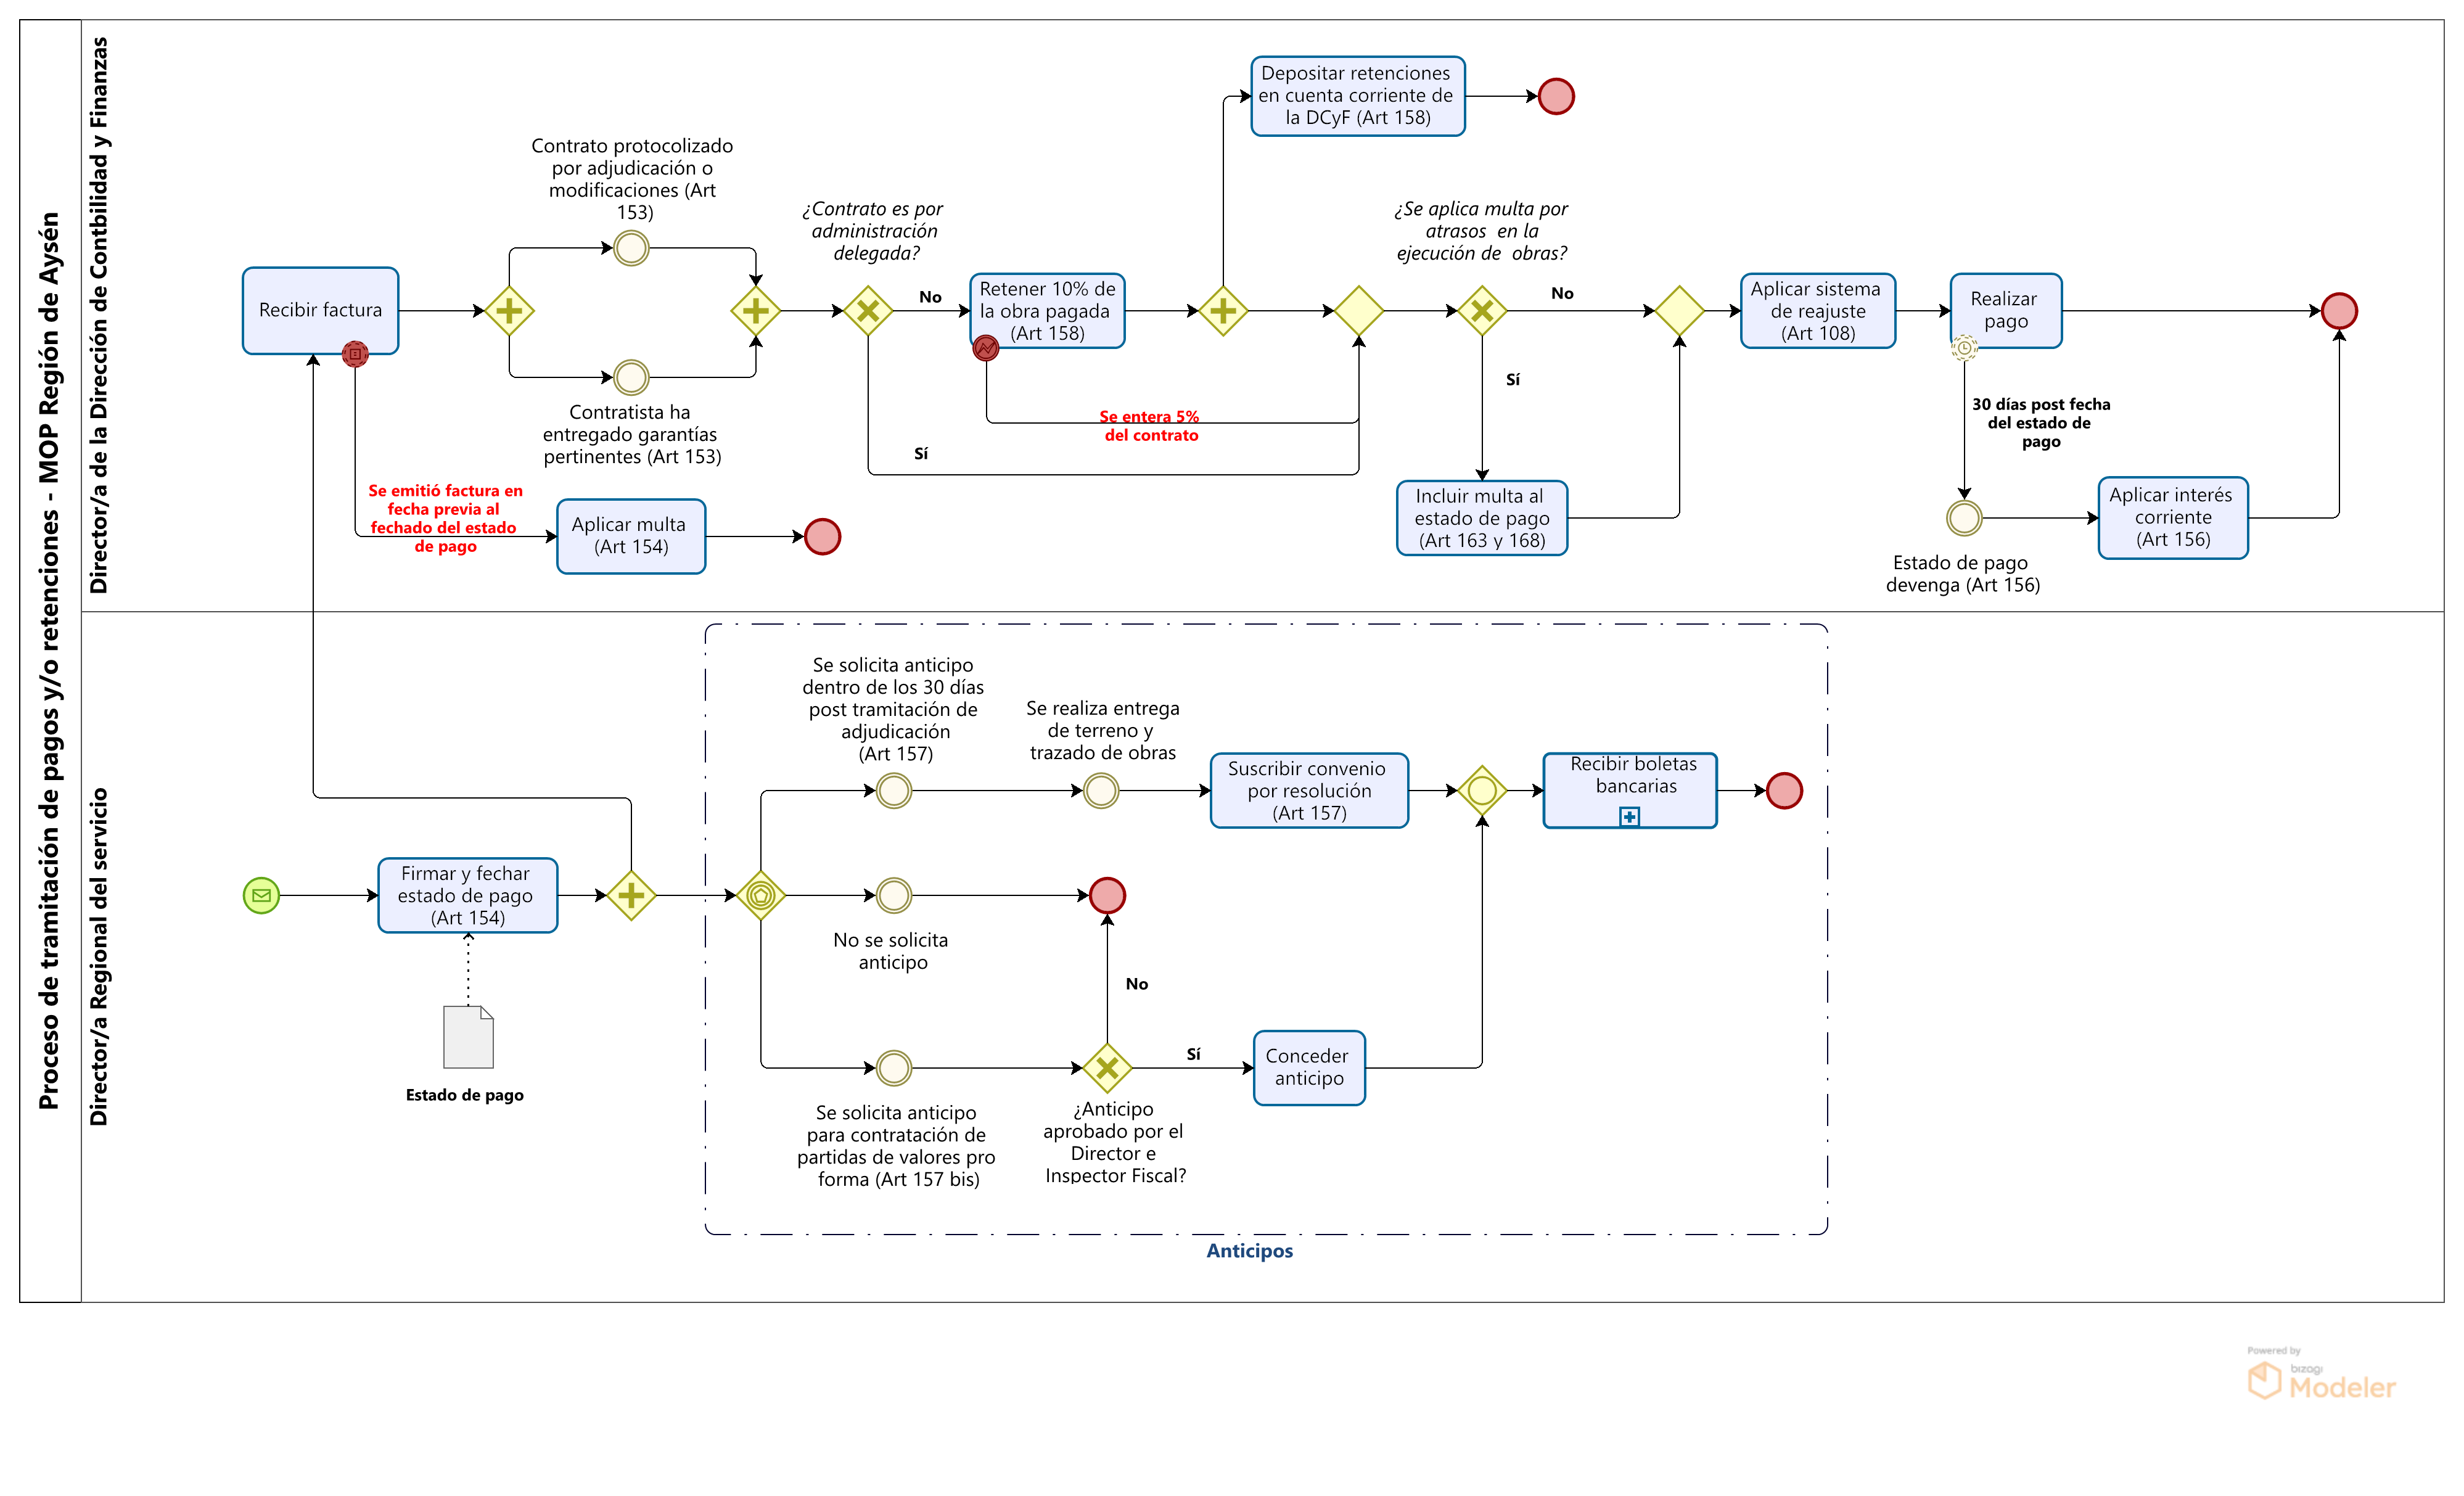 Proceso de tramitación de pagos y/o retenciones - MOP Región de Aysén
Director/a de la Dirección de Contbilidad y Finanzas
Depositar retenciones
en cuenta corriente de
la DCyF (Art 158)
Contrato protocolizado
por adjudicación o
modificaciones (Art
153)
¿Contrato es por
administración
delegada?
¿Se aplica multa por
atrasos en la
ejecución de obras?
Recibir factura
No
Retener 10% de
la obra pagada
(Art 158)
No
Aplicar sistema
de reajuste
(Art 108)
Realizar
pago
Sí
Contratista ha
entregado garantías
pertinentes (Art 153)
Se entera 5%
del contrato
Sí
30 días post fecha
del estado de
pago
Se emitió factura en
fecha previa al
fechado del estado
de pago
Aplicar multa
(Art 154)
Incluir multa al
estado de pago
(Art 163 y 168)
Aplicar interés
corriente
(Art 156)
Estado de pago
devenga (Art 156)
Director/a Regional del servicio
Se solicita anticipo
dentro de los 30 días
post tramitación de
adjudicación
(Art 157)
Se realiza entrega
de terreno y
trazado de obras
Suscribir convenio
por resolución
(Art 157)
Recibir boletas
bancarias
Firmar y fechar
estado de pago
(Art 154)
No se solicita
anticipo
No
Estado de pago
Sí
Conceder
anticipo
Se solicita anticipo
para contratación de
partidas de valores pro
forma (Art 157 bis)
¿Anticipo
aprobado por el
Director e
Inspector Fiscal?
Anticipos
Powered by
bizagi
Modeler